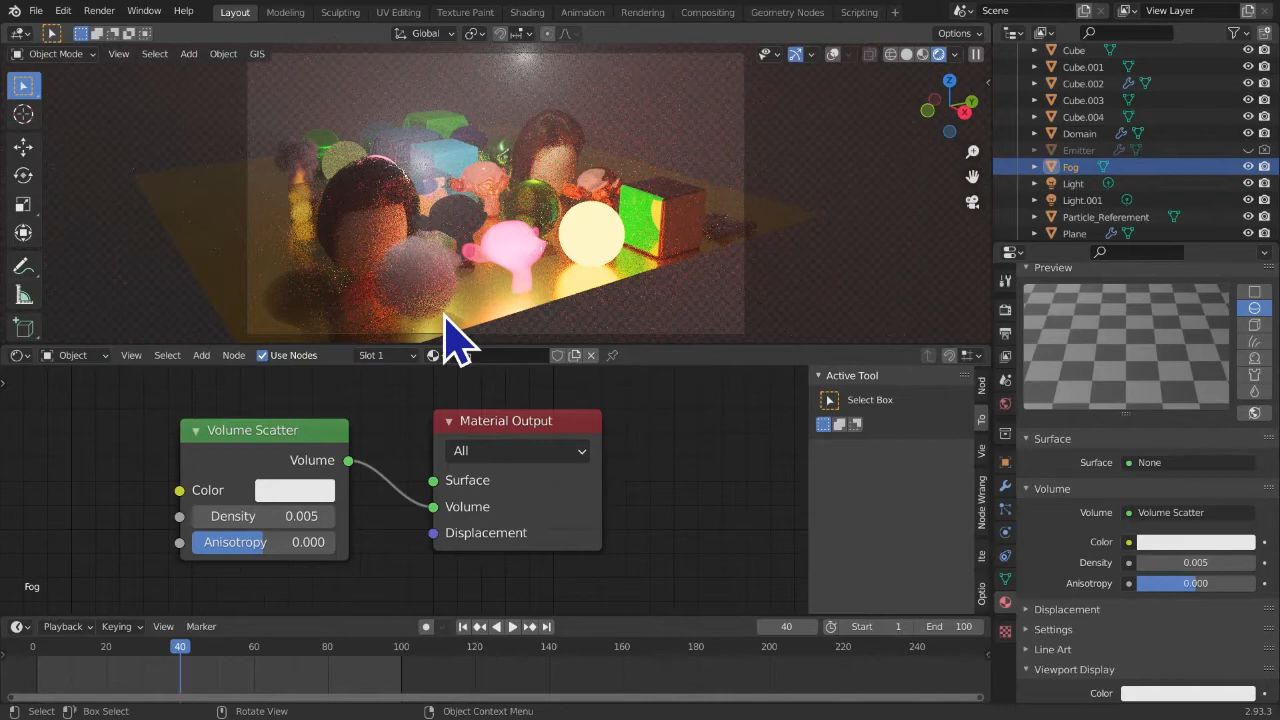 File Edit Render Window Help Layout Modeling Sculpting UV Editing Texture Paint Shading Animation Rendering Compositing Geometry Nodes Scripting + Scene View Layer
Global Options
Object Mode View Select Add Object GIS
Z
Y
X
Cube
Cube.001
Cube.002
Cube.003
Cube.004
Domain
Emitter
Fog
Light
Light.001
Particle_Referement
Plane
Object View Select Add Node Use Nodes Slot 1
Volume Scatter
Volume
Color
Density 0.005
Anisotropy 0.000
Material Output
All
Surface
Volume
Displacement
Fog
Active Tool
Select Box
Nod
To
Vie
Node Wrang
Ite
Optio
Preview
Surface
Surface None
Volume
Volume Volume Scatter
Color
Density 0.005
Anisotropy 0.000
Displacement
Settings
Line Art
Viewport Display
Color
Playback Keying View Marker 40 Start 1 End 100
0 20 40 60 80 100 120 140 160 180 200 220 240
Select Box Select Rotate View Object Context Menu 2.93.3